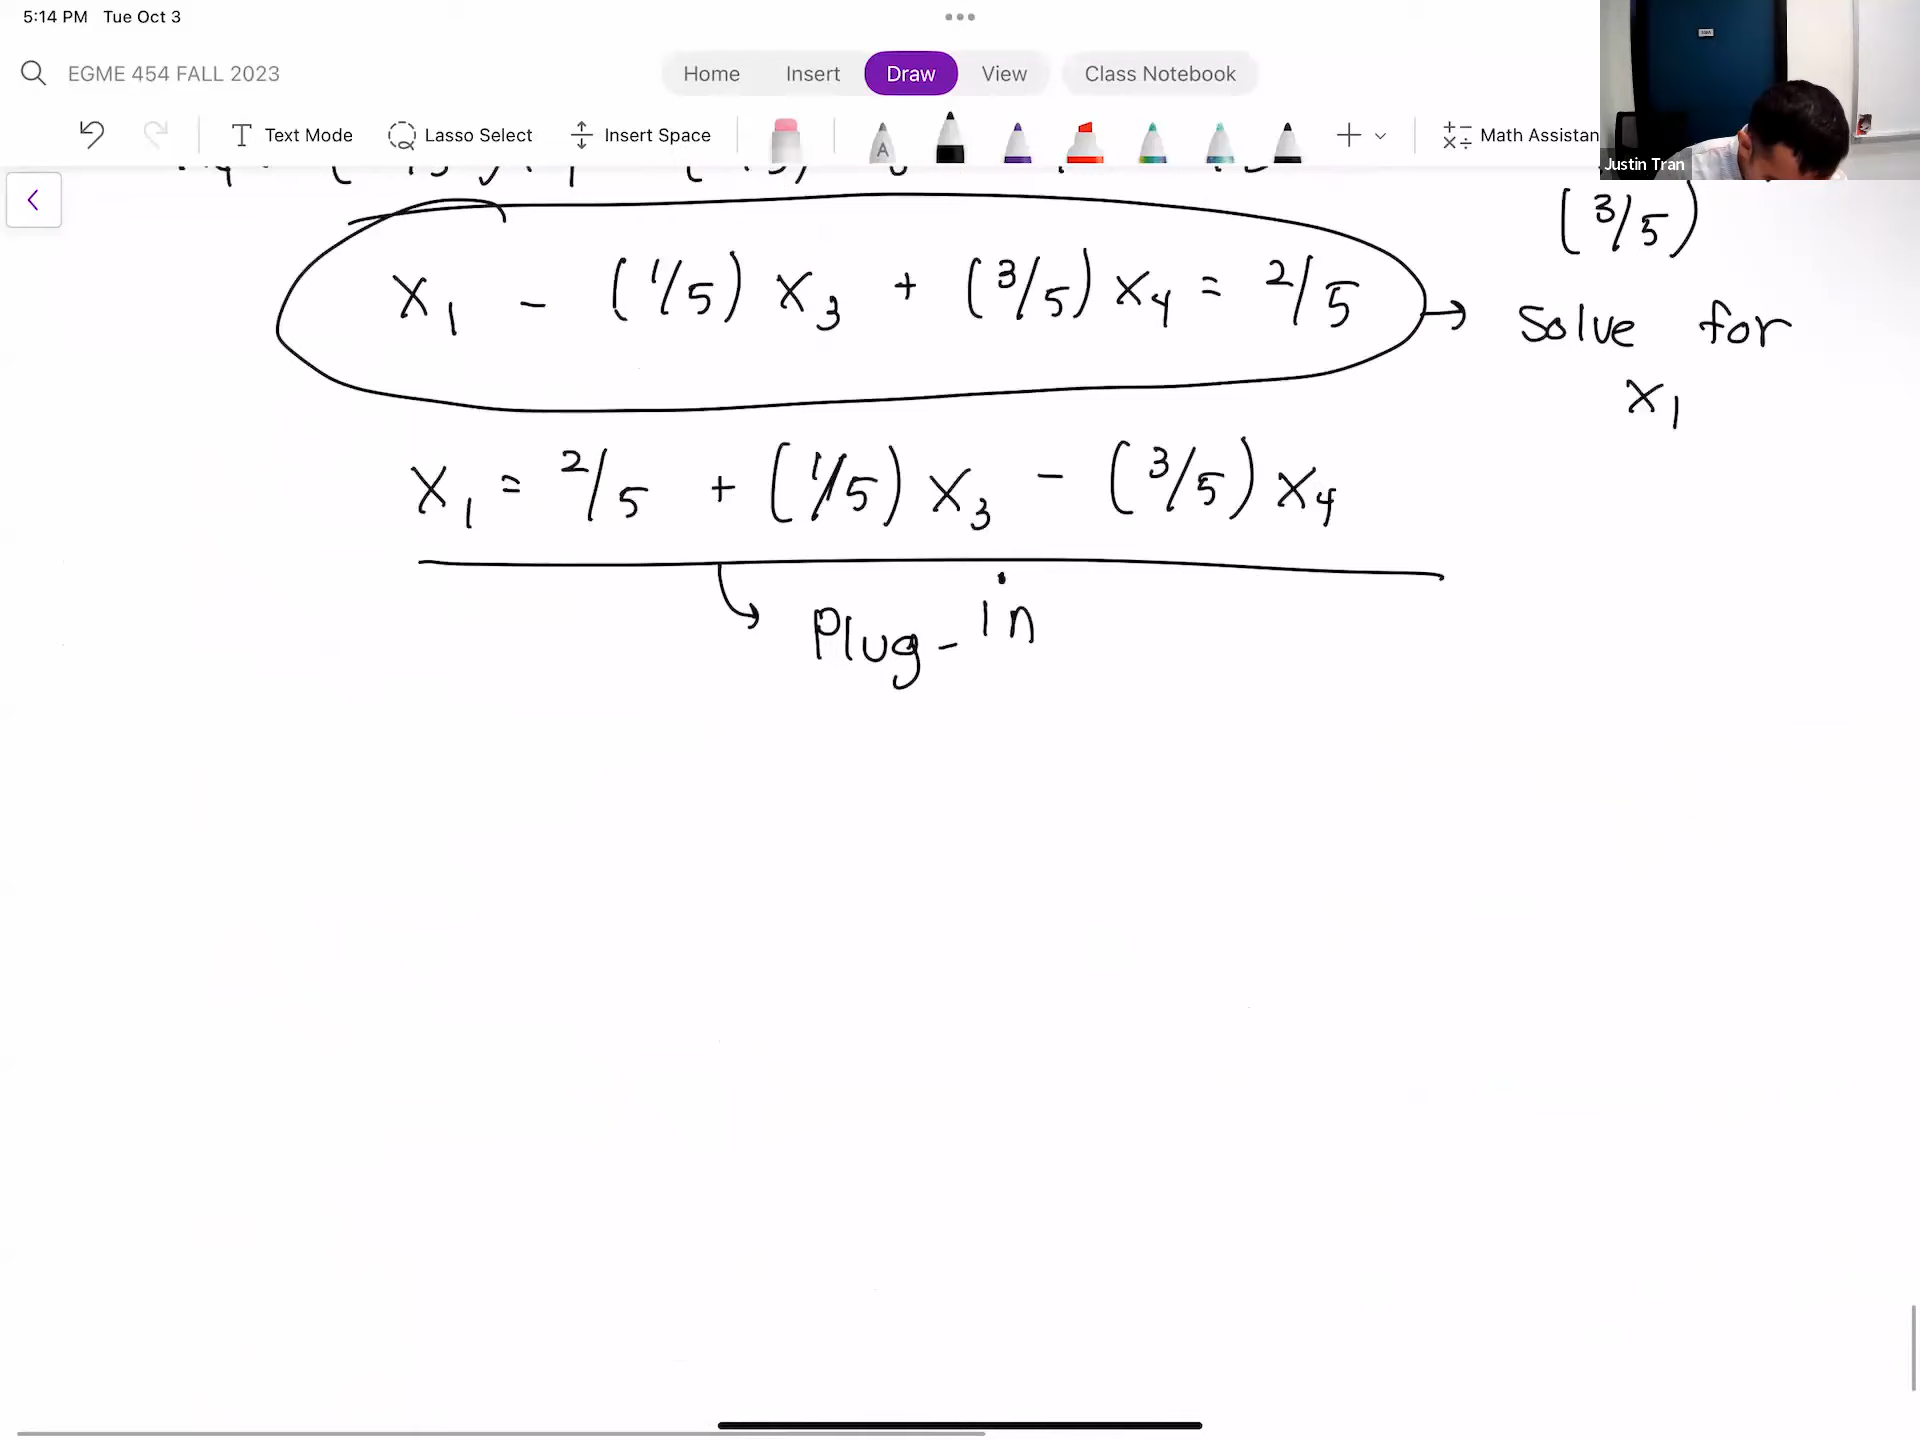 5:14 PM Tue Oct 3
EGME 454 FALL 2023
Home Insert Draw View Class Notebook
Text Mode Lasso Select Insert Space A Math Assistan
Justin Tran
(3/5)
x₁ - (1/5) x₃ + (3/5) x₄ = 2/5 → Solve for
x₁
x₁ = 2/5 + (1/5) x₃ - (3/5) x₄
Plug-in